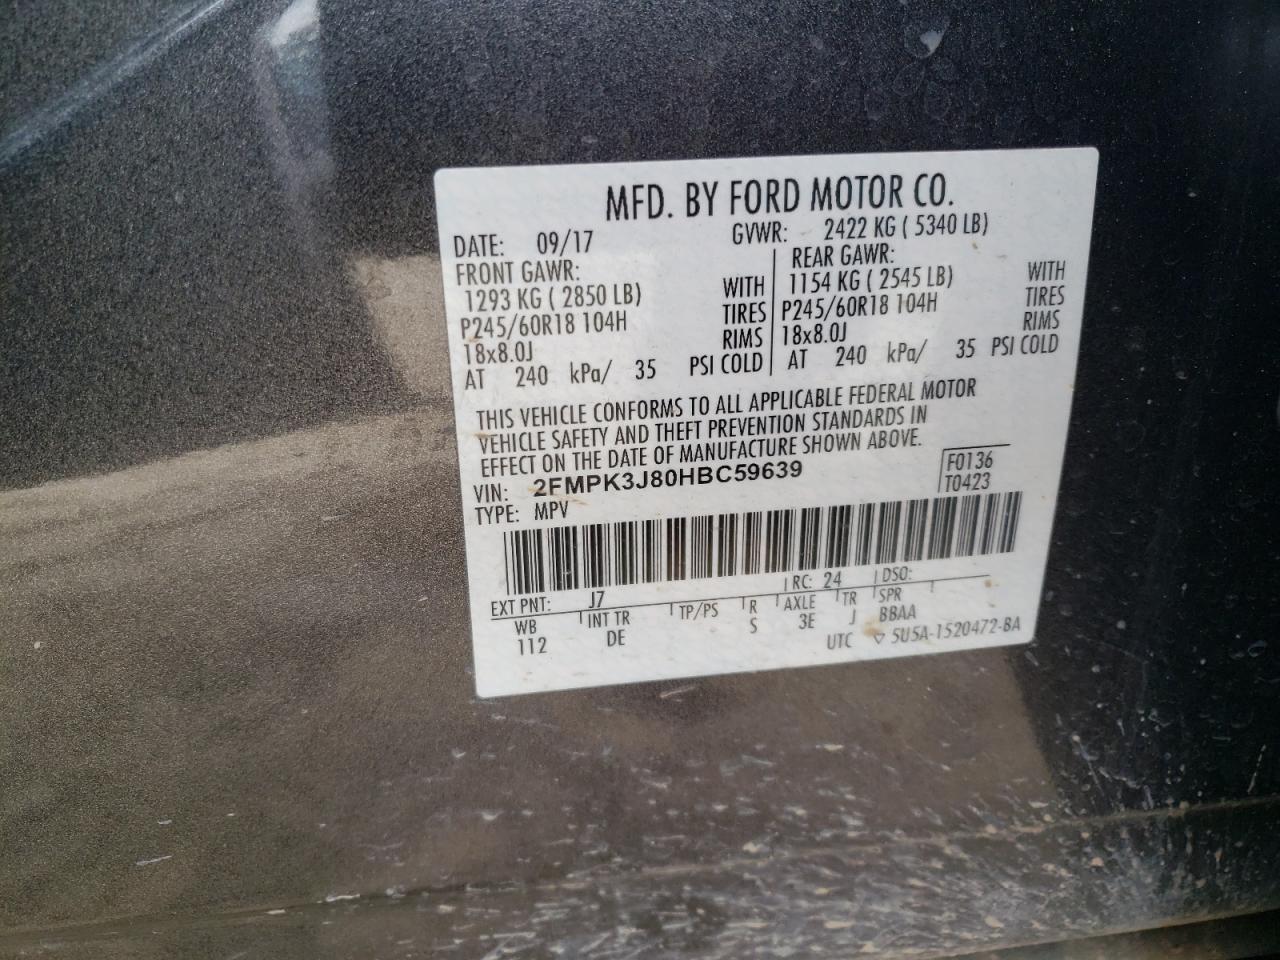 MFD. BY FORD MOTOR CO.
DATE: 09/17 GVWR: 2422 KG ( 5340 LB)
FRONT GAWR: REAR GAWR:
1293 KG ( 2850 LB) WITH 1154 KG ( 2545 LB) WITH
P245/60R18 104H TIRES P245/60R18 104H TIRES
18x8.0J RIMS 18x8.0J RIMS
AT 240 kPa/ 35 PSI COLD AT 240 kPa/ 35 PSI COLD
THIS VEHICLE CONFORMS TO ALL APPLICABLE FEDERAL MOTOR
VEHICLE SAFETY AND THEFT PREVENTION STANDARDS IN
EFFECT ON THE DATE OF MANUFACTURE SHOWN ABOVE.
VIN: 2FMPK3J80HBC59639 F0136
TYPE: MPV T0423
EXT PNT: J7 RC: 24 DSO:
WB INT TR TP/PS R AXLE TR SPR
112 DE S 3E J BBAA
UTC ▽ 5U5A-1520472-BA